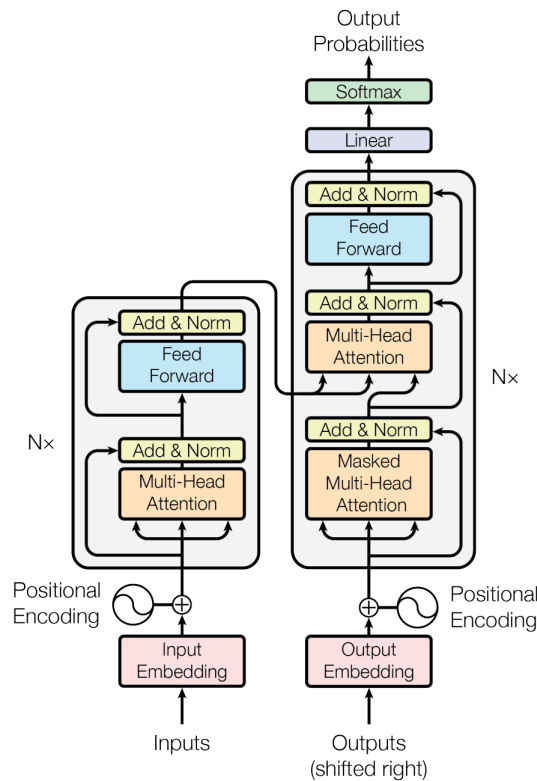 Output
Probabilities
Softmax
Linear
Add & Norm
Feed
Forward
Add & Norm
Multi-Head
Attention
N×
Add & Norm
Masked
Multi-Head
Attention
Add & Norm
Feed
Forward
N×
Add & Norm
Multi-Head
Attention
Positional
Encoding
Positional
Encoding
Input
Embedding
Output
Embedding
Inputs
Outputs
(shifted right)